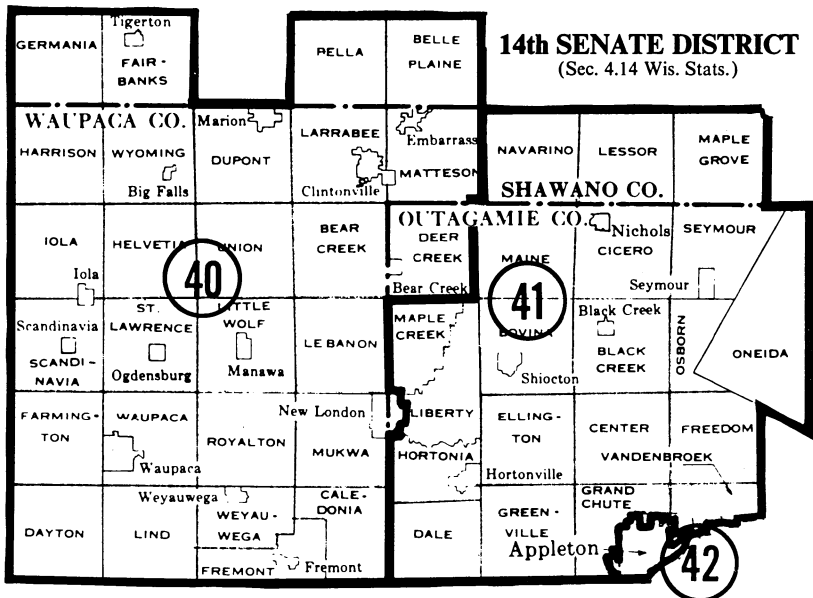 14th SENATE DISTRICT
(Sec. 4.14 Wis. Stats.)
GERMANIA
Tigerton
FAIR-
BANKS
PELLA
BELLE
PLAINE
WAUPACA CO.
Marion
HARRISON
WYOMING
Big Falls
DUPONT
LARRABEE
Clintonville
Embarrass
MATTESON
NAVARINO
LESSOR
MAPLE
GROVE
SHAWANO CO.
OUTAGAMIE CO.
IOLA
Iola
HELVETIA
UNION
40
BEAR
CREEK
DEER
CREEK
Bear Creek
MAINE
41
Nichols
CICERO
SEYMOUR
Seymour
Scandinavia
SCANDI-
NAVIA
ST.
LAWRENCE
Ogdensburg
LITTLE
WOLF
Manawa
LEBANON
MAPLE
CREEK
BOVINA
Shiocton
Black Creek
BLACK
CREEK
OSBORN
ONEIDA
FARMING-
TON
WAUPACA
Waupaca
ROYALTON
New London
MUKWA
LIBERTY
HORTONIA
Hortonville
ELLING-
TON
CENTER
FREEDOM
VANDENBROEK
DAYTON
LIND
Weyauwega
WEYAU-
WEGA
FREMONT
Fremont
CALE-
DONIA
DALE
GREEN-
VILLE
GRAND
CHUTE
Appleton
42